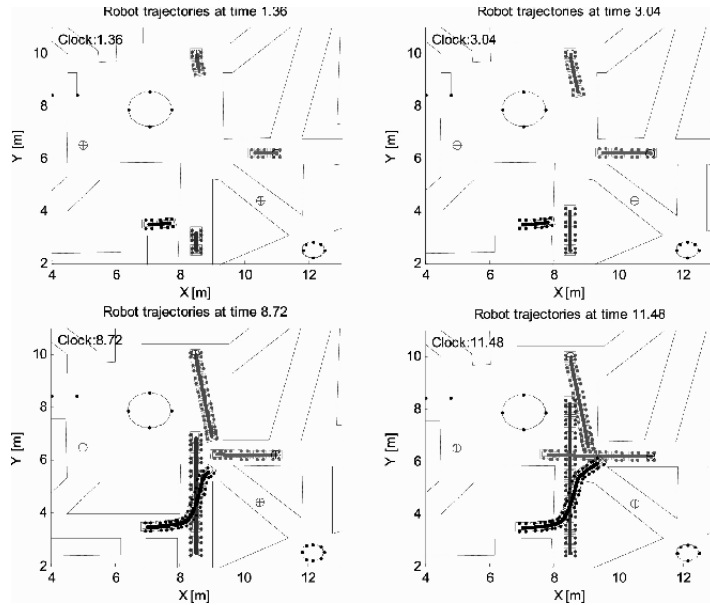 Robot trajectories at time 1.36
Clock:1.36
10
8
6
4
2
Y [m]
4
6
8
10
12
X [m]
Robot trajectories at time 3.04
Clock:3.04
10
8
6
4
2
Y [m]
4
6
8
10
12
X [m]
Robot trajectories at time 8.72
Clock:8.72
10
8
6
4
2
Y [m]
4
6
8
10
12
X [m]
Robot trajectories at time 11.48
Clock:11.48
10
8
6
4
2
Y [m]
4
6
8
10
12
X [m]